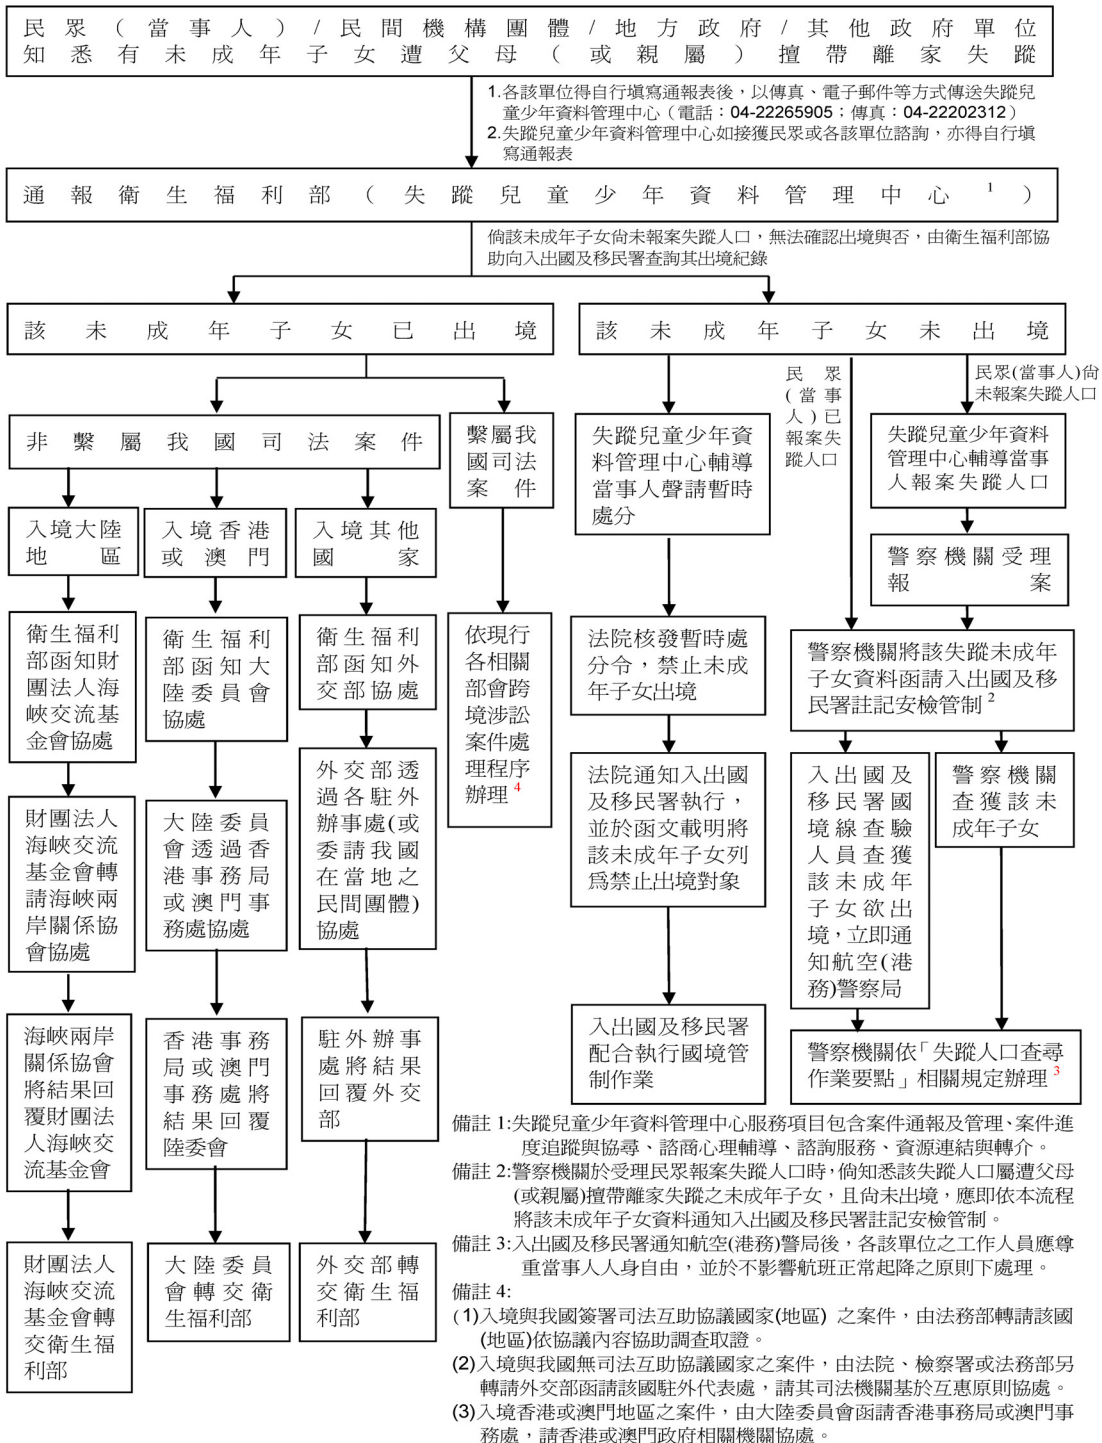 民眾（當事人）/民間機構團體/地方政府/其他政府單位
知悉有未成年子女遭父母（或親屬）擅帶離家失蹤
1.各該單位得自行填寫通報表後，以傳真、電子郵件等方式傳送失蹤兒
童少年資料管理中心（電話：04-22265905；傳真：04-22202312）
2.失蹤兒童少年資料管理中心如接獲民眾或各該單位諮詢，亦得自行填
寫通報表
通報衛生福利部（失蹤兒童少年資料管理中心1）
倘該未成年子女尚未報案失蹤人口，無法確認出境與否，由衛生福利部協
助向入出國及移民署查詢其出境紀錄
該未成年子女已出境
該未成年子女未出境
非繫屬我國司法案件
繫屬我
國司法
案件
入境大陸
地區
入境香港
或澳門
入境其他
國家
衛生福利
部函知財
團法人海
峽交流基
金會協處
衛生福利
部函知大
陸委員會
協處
衛生福利
部函知外
交部協處
依現行
各相關
部會跨
境涉訟
案件處
理程序
辦理4
財團法人
海峽交流
基金會轉
請海峽兩
岸關係協
會協處
大陸委員
會透過香
港事務局
或澳門事
務處協處
外交部透
過各駐外
辦事處(或
委請我國
在當地之
民間團體)
協處
海峽兩岸
關係協會
將結果回
覆財團法
人海峽交
流基金會
香港事務
局或澳門
事務處將
結果回覆
陸委會
駐外辦事
處將結果
回覆外交
部
財團法人
海峽交流
基金會轉
交衛生福
利部
大陸委員
會轉交衛
生福利部
外交部轉
交衛生福
利部
失蹤兒童少年資
料管理中心輔導
當事人聲請暫時
處分
法院核發暫時處
分令，禁止未成
年子女出境
法院通知入出國
及移民署執行，
並於函文載明將
該未成年子女列
為禁止出境對象
入出國及移民署
配合執行國境管
制作業
民眾
(當事
人)已
報案失
蹤人口
民眾(當事人)尚
未報案失蹤人口
失蹤兒童少年資料
管理中心輔導當事
人報案失蹤人口
警察機關受理
報案
警察機關將該失蹤未成年
子女資料函請入出國及移
民署註記安檢管制2
入出國及
移民署國
境線查驗
人員查獲
該未成年
子女欲出
境，立即通
知航空(港
務)警察局
警察機關
查獲該未
成年子女
警察機關依「失蹤人口查尋
作業要點」相關規定辦理3
備註 1:失蹤兒童少年資料管理中心服務項目包含案件通報及管理、案件進
度追蹤與協尋、諮商心理輔導、諮詢服務、資源連結與轉介。
備註 2:警察機關於受理民眾報案失蹤人口時，倘知悉該失蹤人口屬遭父母
(或親屬)擅帶離家失蹤之未成年子女，且尚未出境，應即依本流程
將該未成年子女資料通知入出國及移民署註記安檢管制。
備註 3:入出國及移民署通知航空(港務)警局後，各該單位之工作人員應尊
重當事人人身自由，並於不影響航班正常起降之原則下處理。
備註 4:
(1)入境與我國簽署司法互助協議國家(地區) 之案件，由法務部轉請該國
(地區)依協議內容協助調查取證。
(2)入境與我國無司法互助協議國家之案件，由法院、檢察署或法務部另
轉請外交部函請該國駐外代表處，請其司法機關基於互惠原則協處。
(3)入境香港或澳門地區之案件，由大陸委員會函請香港事務局或澳門事
務處，請香港或澳門政府相關機關協處。